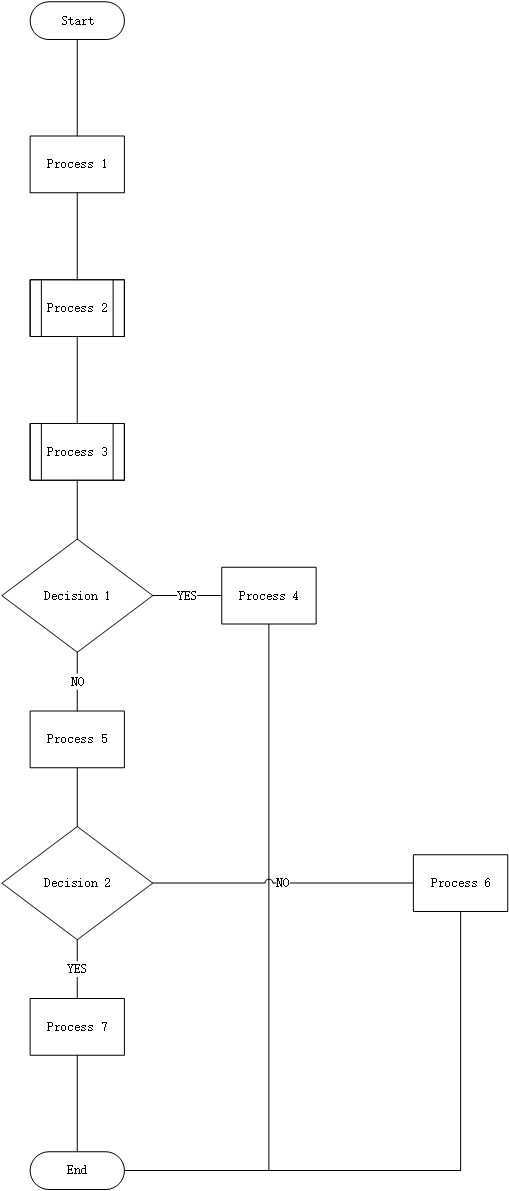 Start
Process 1
Process 2
Process 3
Decision 1
YES
Process 4
NO
Process 5
Decision 2
NO
Process 6
YES
Process 7
End